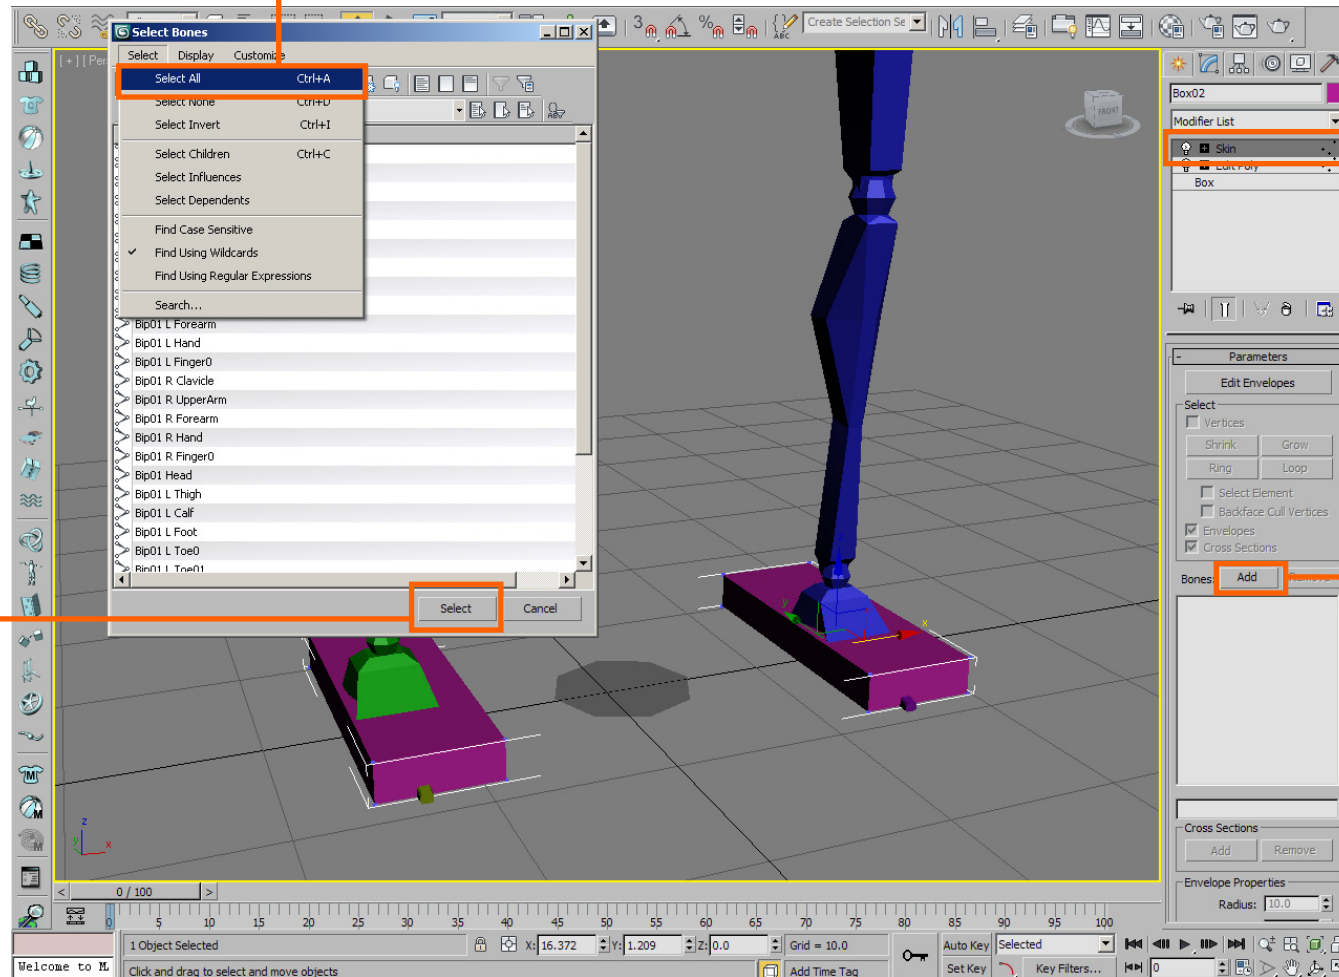 Create Selection Se
Select Bones
Select Display Customize
Select All Ctrl+A
Select None Ctrl+D
Select Invert Ctrl+I
Select Children Ctrl+C
Select Influences
Select Dependents
Find Case Sensitive
Find Using Wildcards
Find Using Regular Expressions
Search...
Bip01 L Forearm
Bip01 L Hand
Bip01 L Finger0
Bip01 R Clavicle
Bip01 R UpperArm
Bip01 R Forearm
Bip01 R Hand
Bip01 R Finger0
Bip01 Head
Bip01 L Thigh
Bip01 L Calf
Bip01 L Foot
Bip01 L Toe0
Bip01 L Toe01
Select Cancel
[ + ] [ Per
FRONT
x
y
z
y x
Box02
Modifier List
Skin
Edit Poly
Box
Parameters
Edit Envelopes
Select
Vertices
Shrink Grow
Ring Loop
Select Element
Backface Cull Vertices
Envelopes
Cross Sections
Bones: Add Remove
Cross Sections
Add Remove
Envelope Properties
Radius: 10.0
< 0 / 100 >
0 5 10 15 20 25 30 35 40 45 50 55 60 65 70 75 80 85 90 95 100
1 Object Selected X: 16.372 Y: 1.209 Z: 0.0 Grid = 10.0 Auto Key Selected
Welcome to M Click and drag to select and move objects Add Time Tag Set Key Key Filters... 0